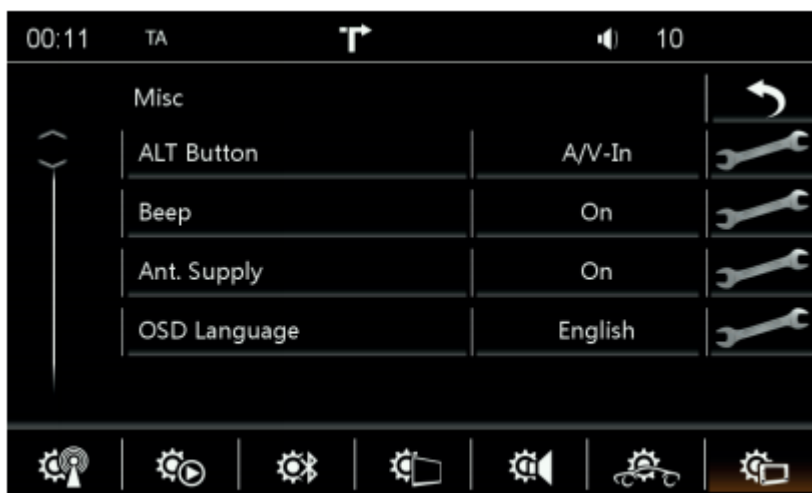 00:11 TA 10
Misc
ALT Button A/V-In
Beep On
Ant. Supply On
OSD Language English